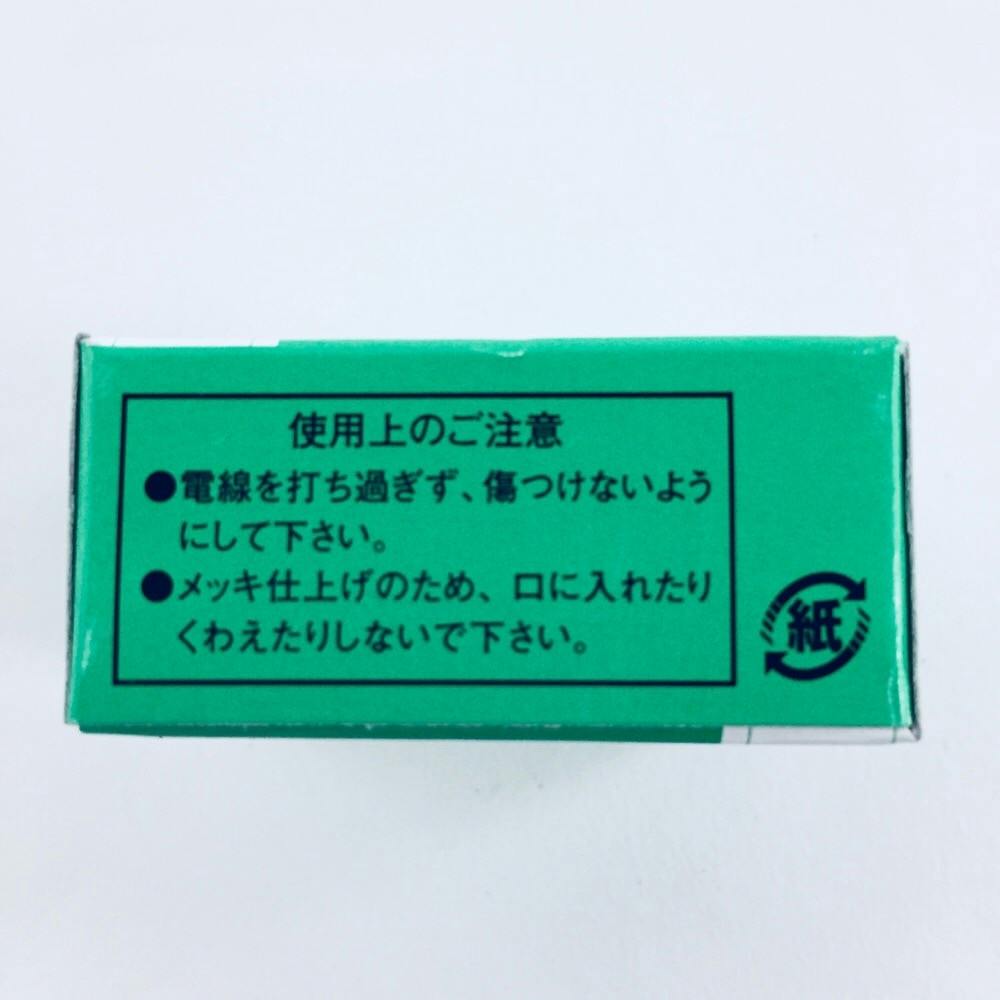 使用上のご注意
●電線を打ち過ぎず、傷つけないよう
にして下さい。
●メッキ仕上げのため、口に入れたり
くわえたりしないで下さい。
紙